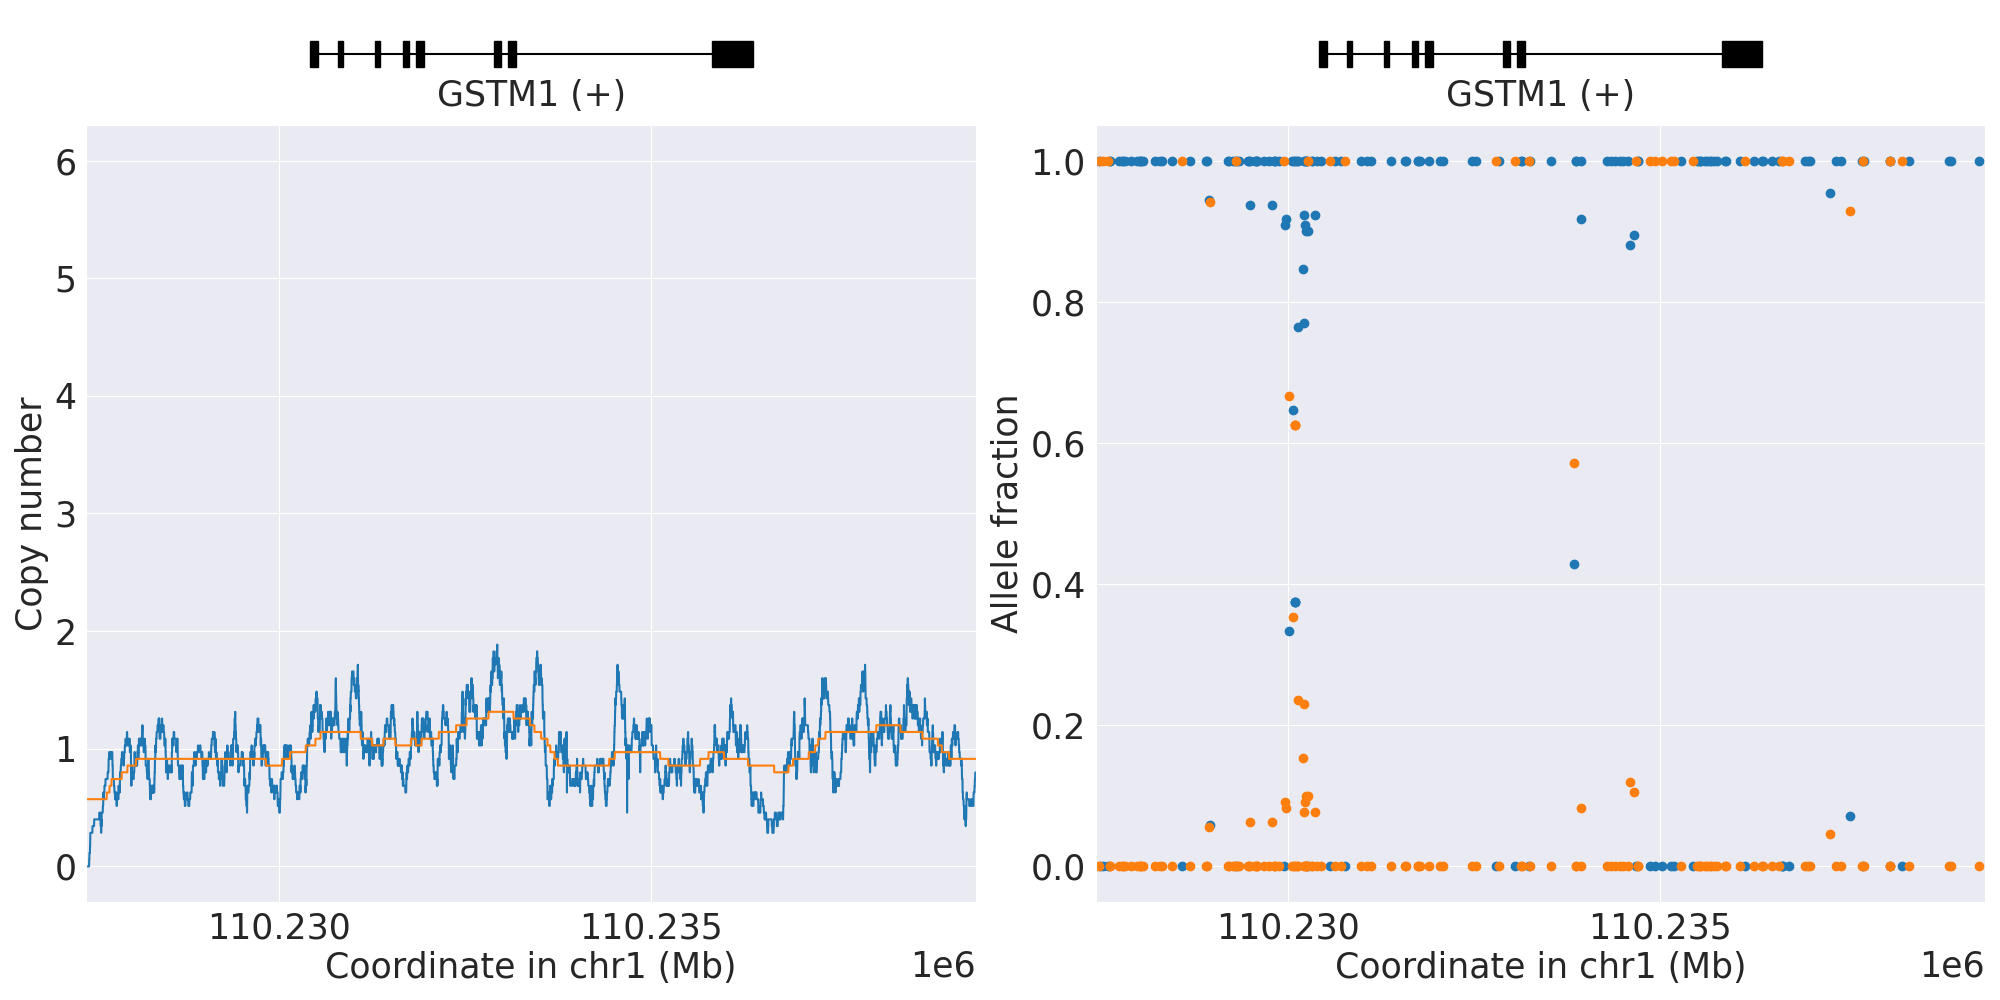 GSTM1 (+)
GSTM1 (+)
Copy number
6
5
4
3
2
1
0
110.230
110.235
Coordinate in chr1 (Mb)
1e6
Allele fraction
1.0
0.8
0.6
0.4
0.2
0.0
110.230
110.235
Coordinate in chr1 (Mb)
1e6